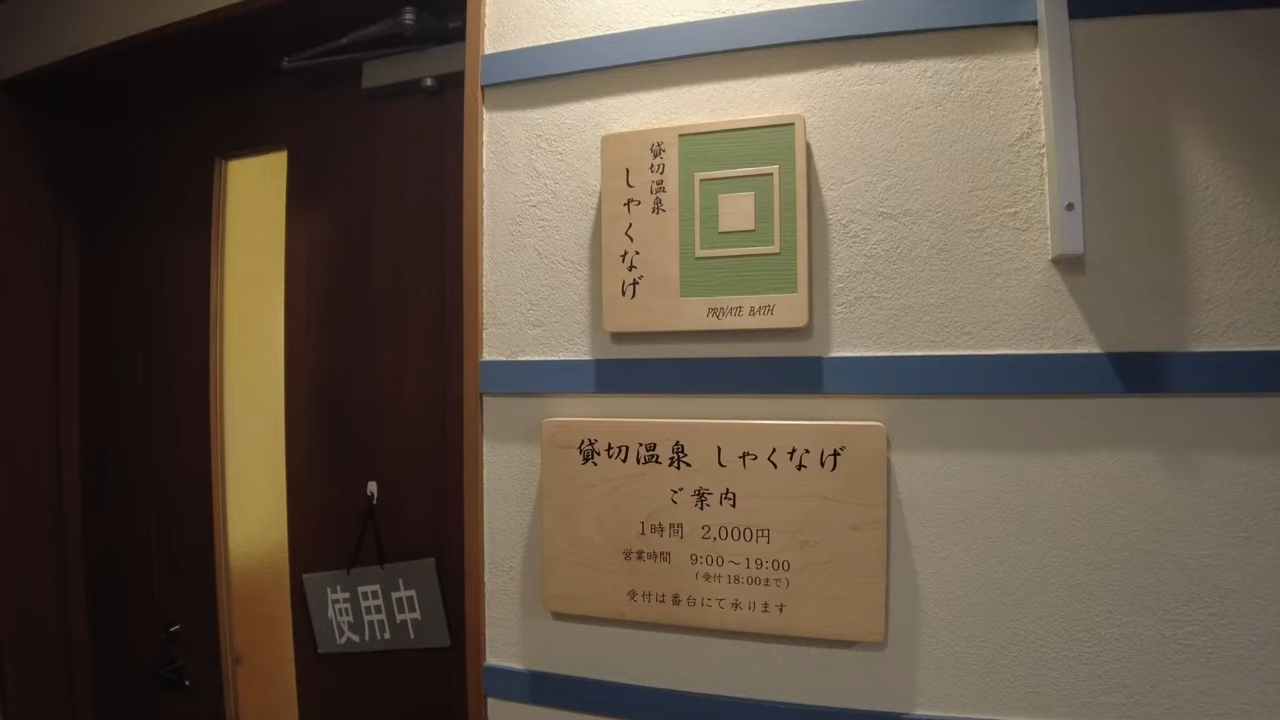 貸切温泉
しゃくなげ
PRIVATE BATH
貸切温泉 しゃくなげ
ご案内
1時間 2,000円
営業時間 9:00～19:00
(受付 18:00まで)
受付は番台にて承ります
使用中